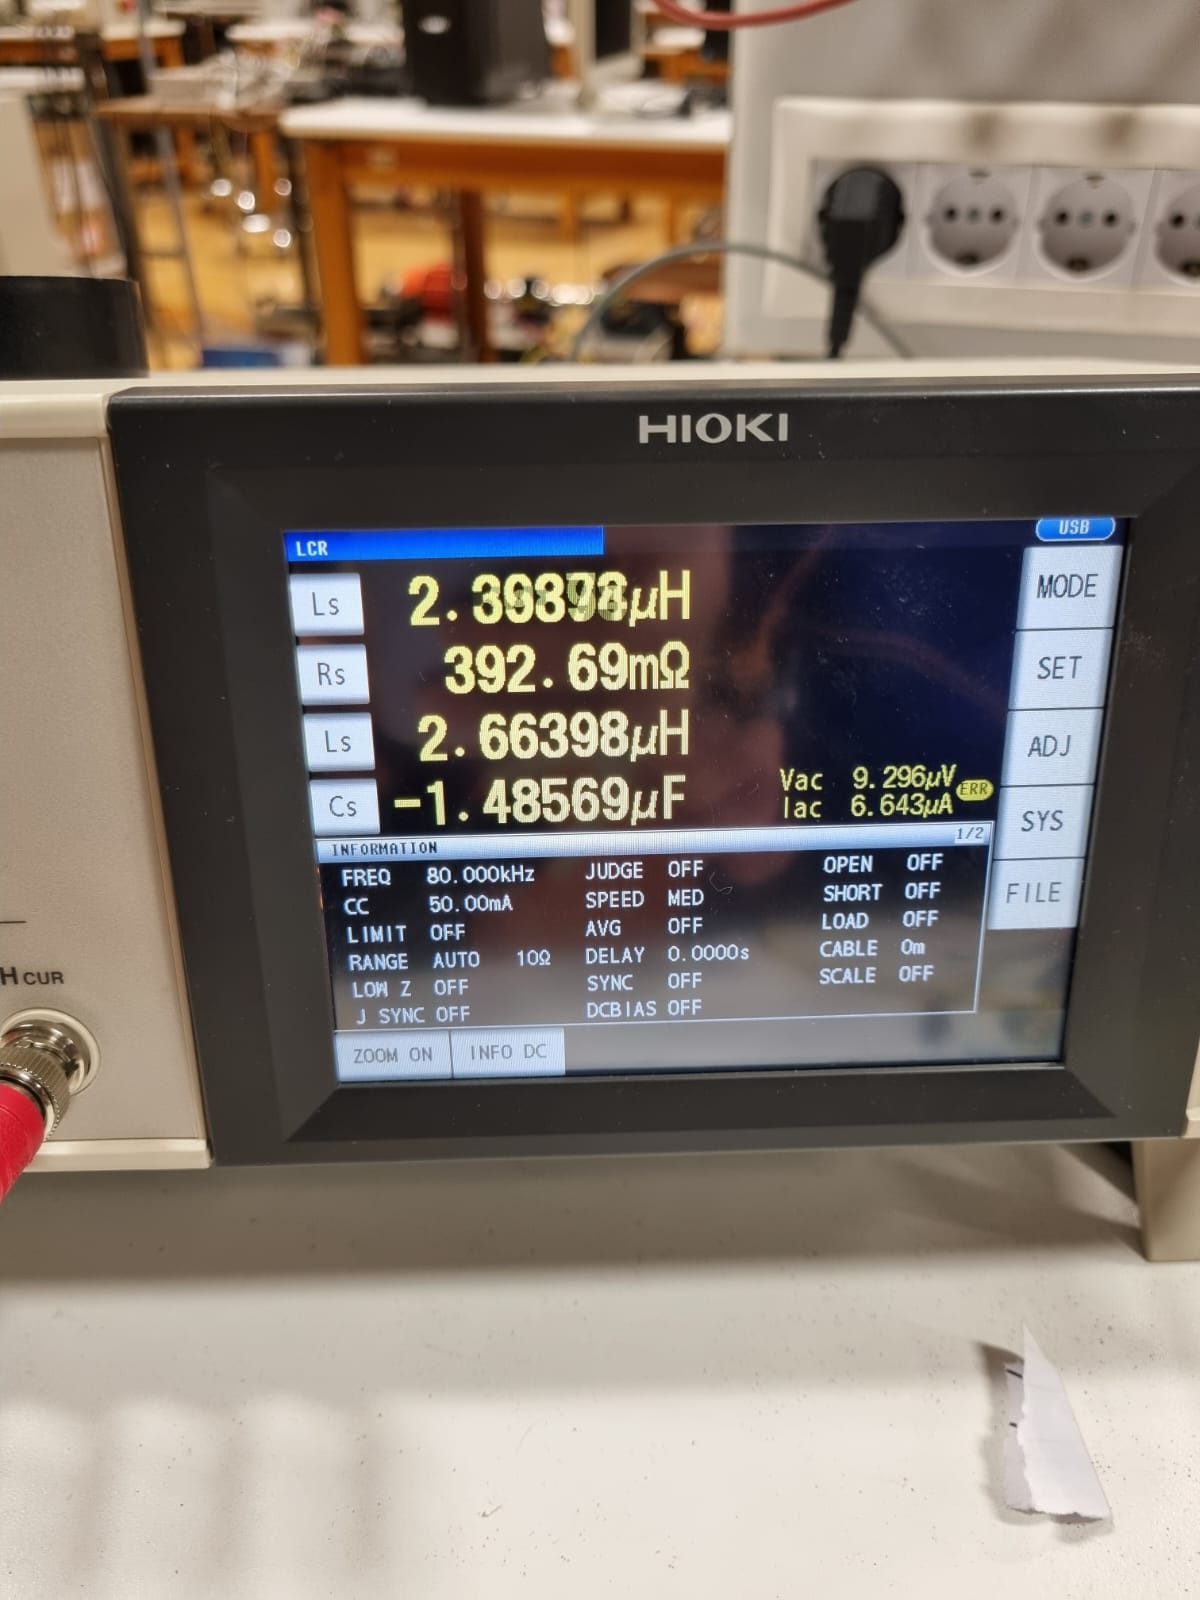 HIOKI
USB
LCR
Ls
Rs 392.69mΩ
Ls 2.66398μH
Cs -1.48569μF
Vac 9.296μV
Iac 6.643μA
ERR
MODE
SET
ADJ
SYS
FILE
INFORMATION 1/2
FREQ 80.000kHz JUDGE OFF OPEN OFF
CC 50.00mA SPEED MED SHORT OFF
LIMIT OFF AVG OFF LOAD OFF
RANGE AUTO 10Ω DELAY 0.0000s CABLE 0m
LOW Z OFF SYNC OFF SCALE OFF
J SYNC OFF DCBIAS OFF
ZOOM ON INFO DC
H CUR